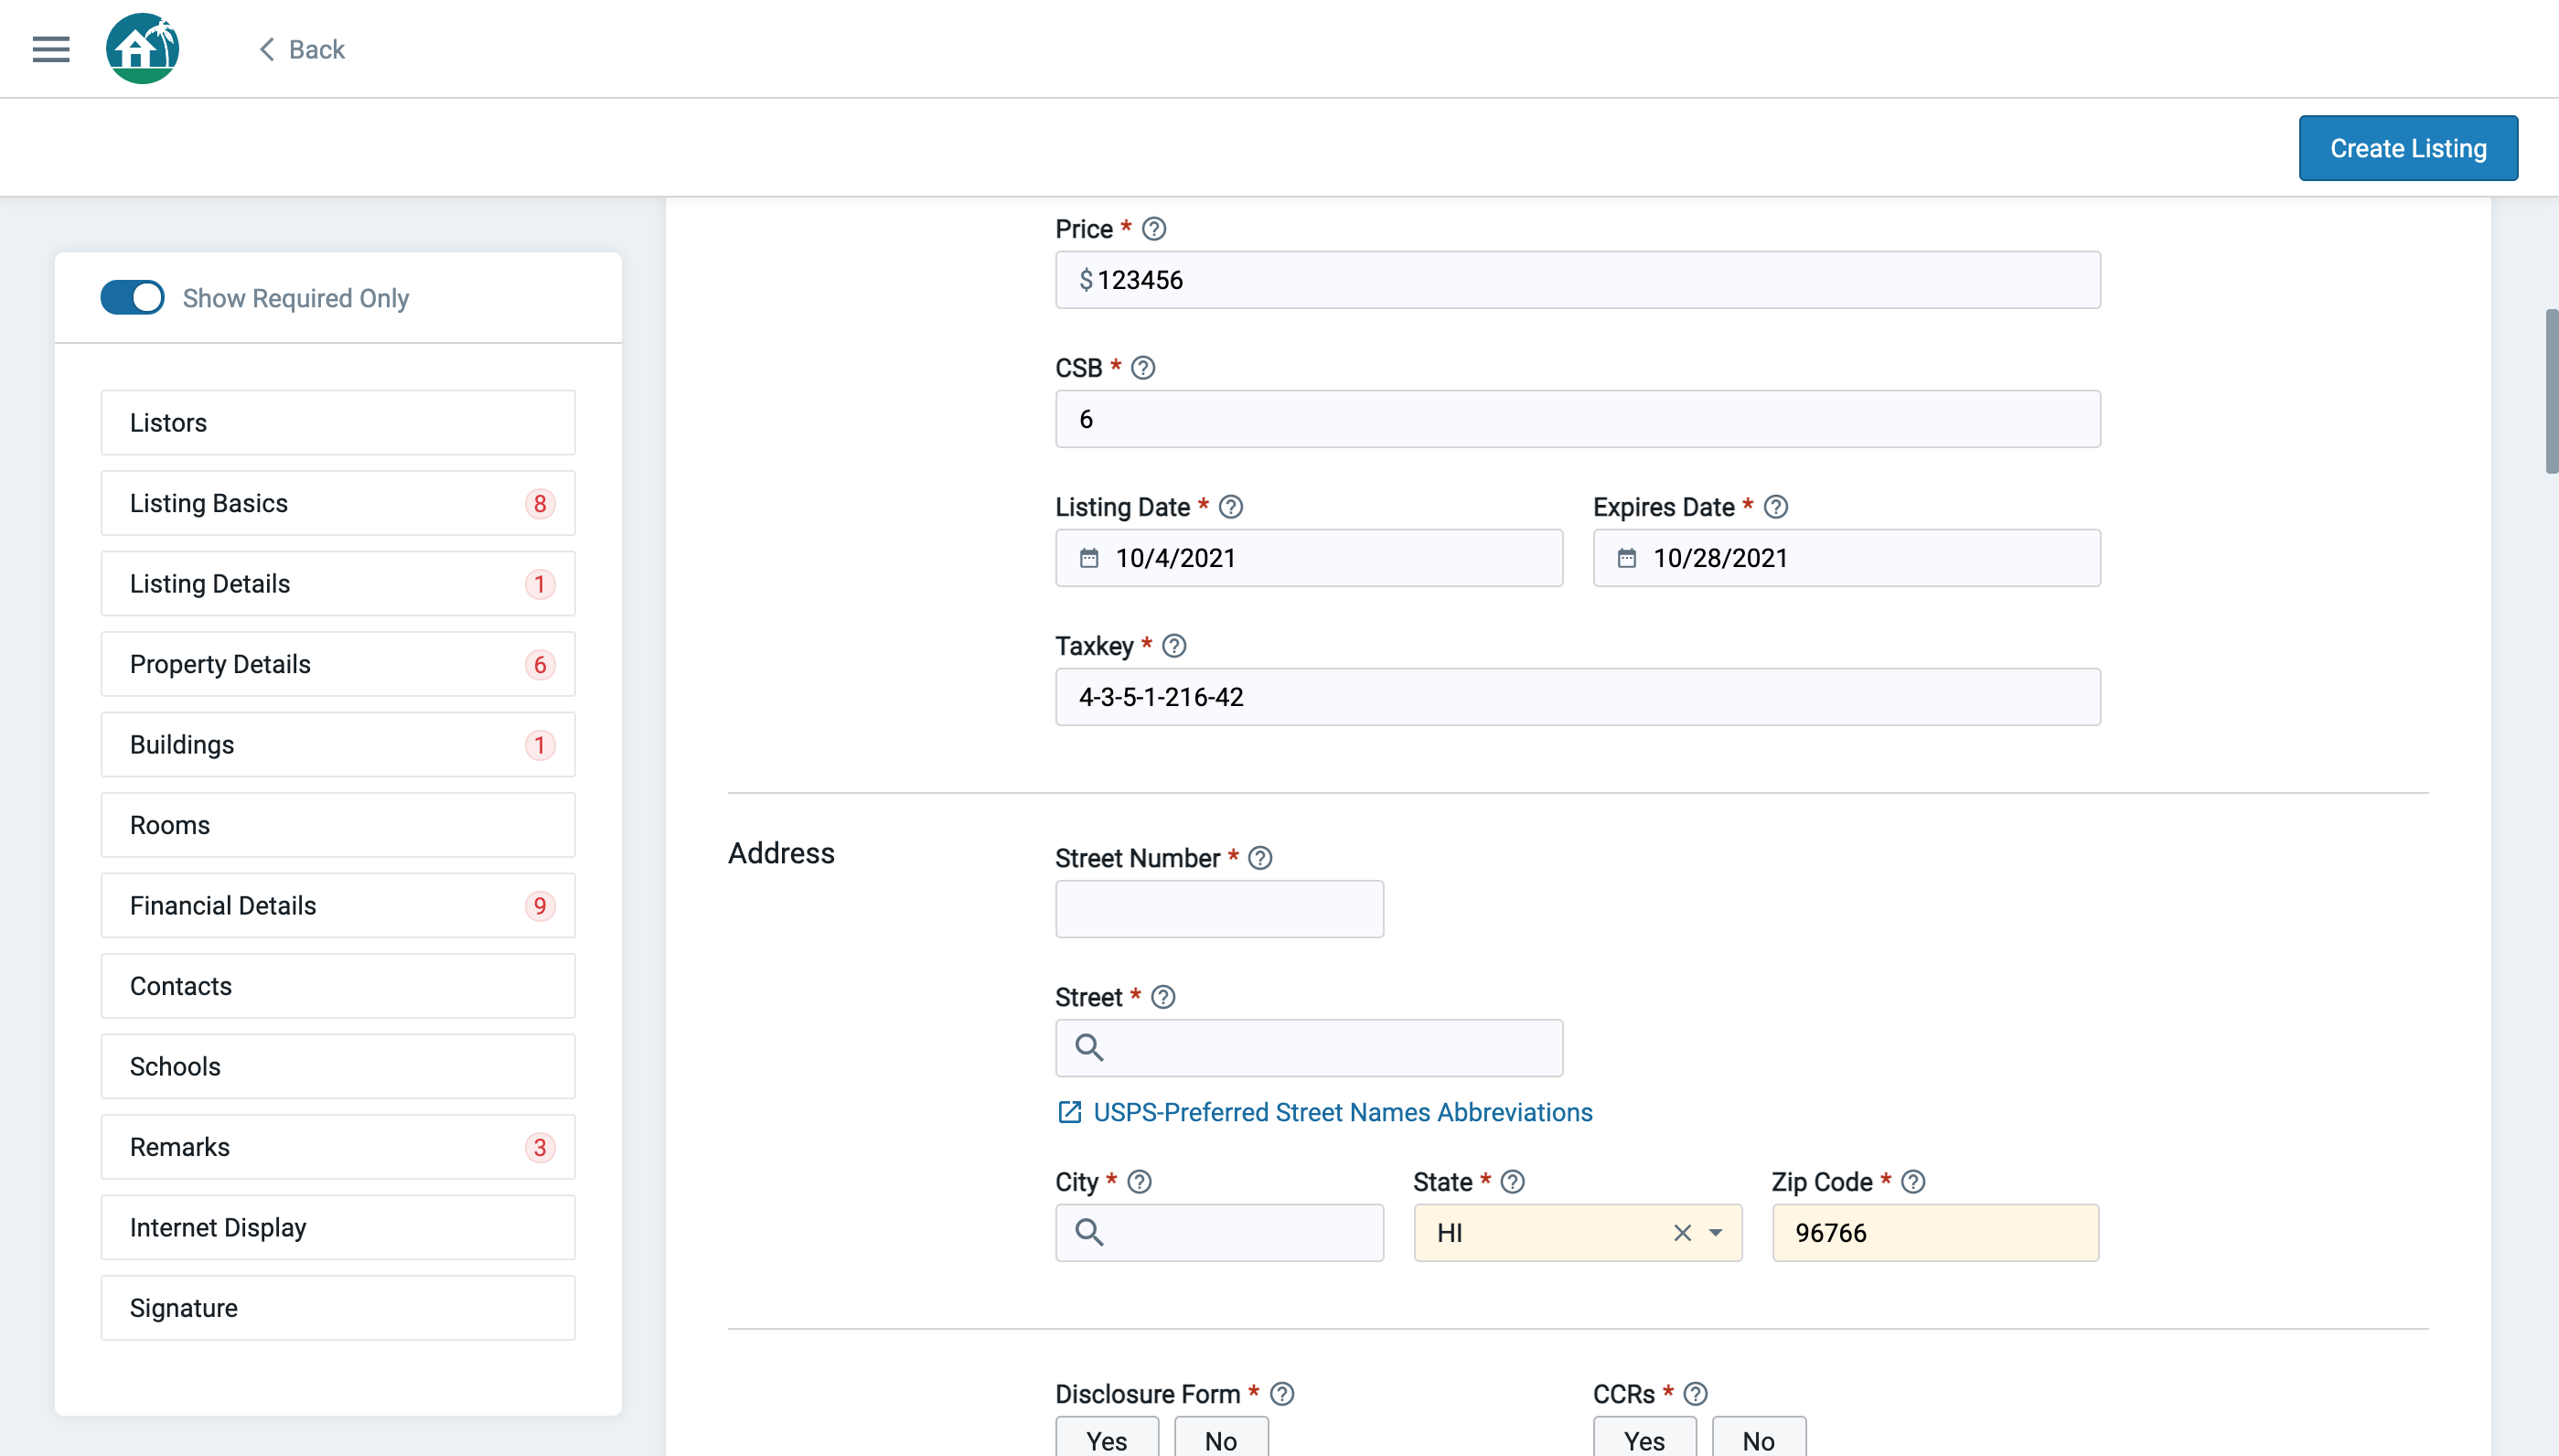 Back
Create Listing
Show Required Only
Listors
Listing Basics 8
Listing Details 1
Property Details 6
Buildings 1
Rooms
Financial Details 9
Contacts
Schools
Remarks 3
Internet Display
Signature
Price * ?
$ 123456
CSB * ?
6
Listing Date * ? Expires Date * ?
10/4/2021 10/28/2021
Taxkey * ?
4-3-5-1-216-42
Address
Street Number * ?
Street * ?
USPS-Preferred Street Names Abbreviations
City * ? State * ? Zip Code * ?
HI 96766
Disclosure Form * ? CCRs * ?
Yes No Yes No